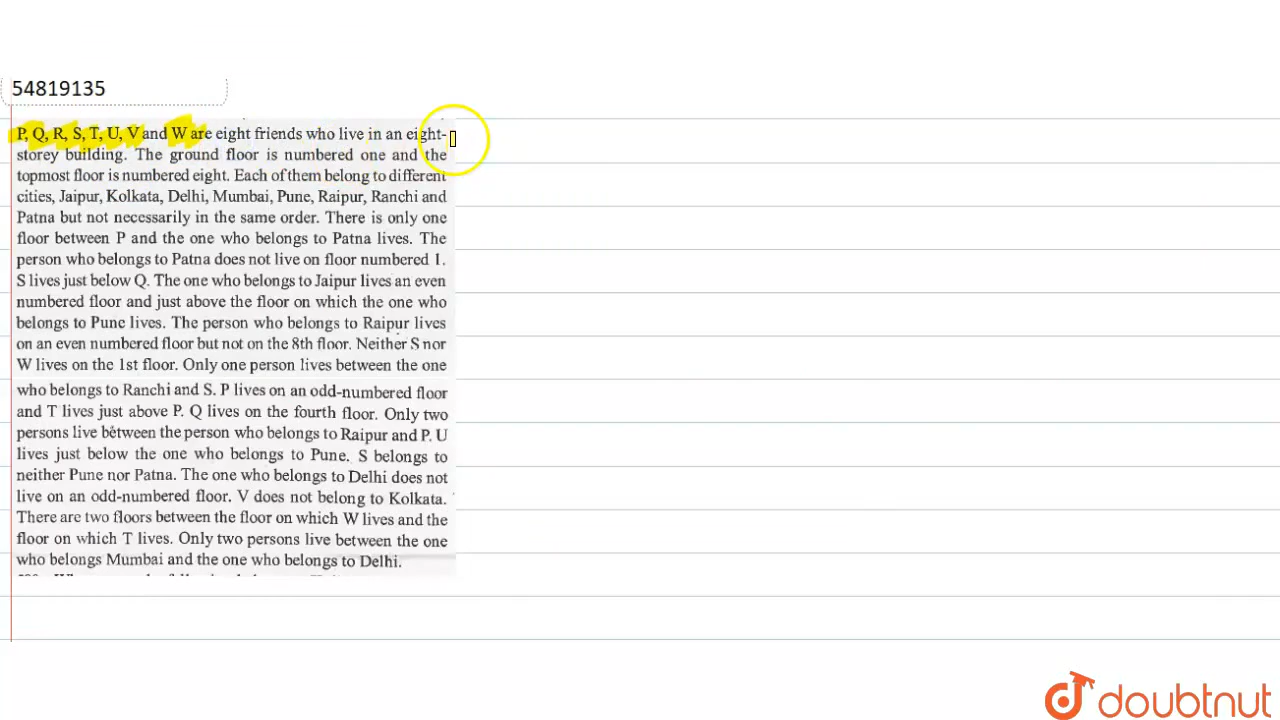 54819135
P, Q, R, S, T, U, V and W are eight friends who live in an eight-
storey building. The ground floor is numbered one and the
topmost floor is numbered eight. Each of them belong to different
cities, Jaipur, Kolkata, Delhi, Mumbai, Pune, Raipur, Ranchi and
Patna but not necessarily in the same order. There is only one
floor between P and the one who belongs to Patna lives. The
person who belongs to Patna does not live on floor numbered 1.
S lives just below Q. The one who belongs to Jaipur lives an even
numbered floor and just above the floor on which the one who
belongs to Pune lives. The person who belongs to Raipur lives
on an even numbered floor but not on the 8th floor. Neither S nor
W lives on the 1st floor. Only one person lives between the one
who belongs to Ranchi and S. P lives on an odd-numbered floor
and T lives just above P. Q lives on the fourth floor. Only two
persons live between the person who belongs to Raipur and P. U
lives just below the one who belongs to Pune. S belongs to
neither Pune nor Patna. The one who belongs to Delhi does not
live on an odd-numbered floor. V does not belong to Kolkata.
There are two floors between the floor on which W lives and the
floor on which T lives. Only two persons live between the one
who belongs Mumbai and the one who belongs to Delhi.
doubtnut